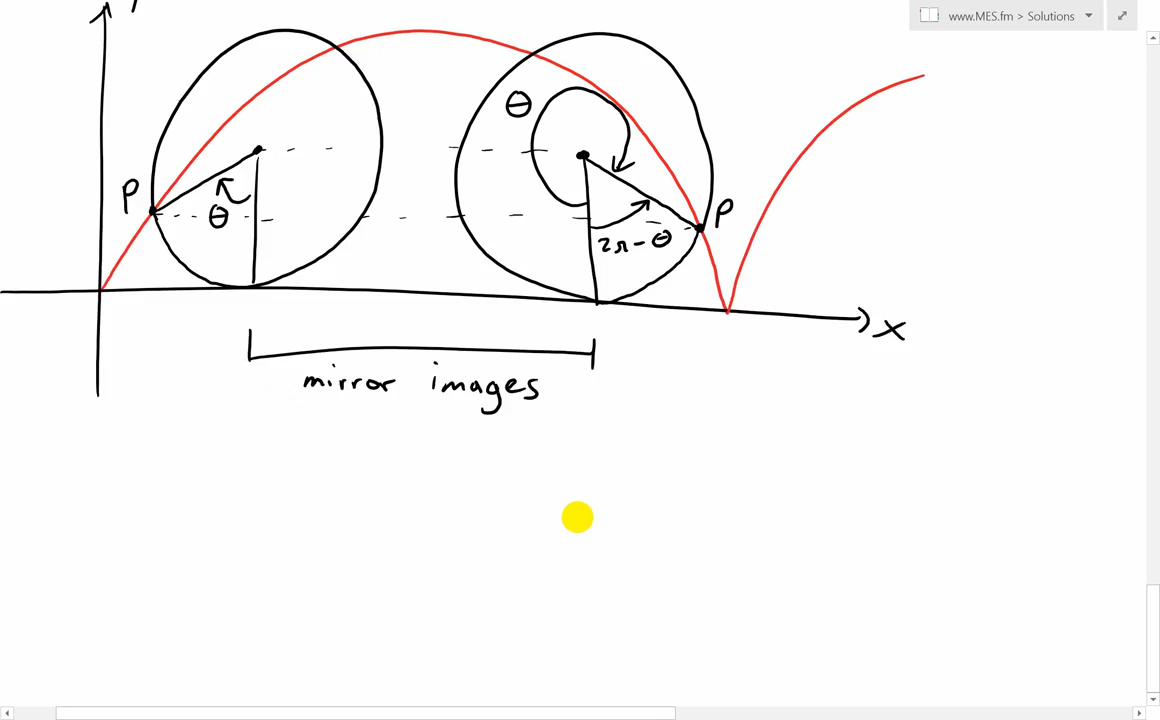 www.MES.fm > Solutions
θ
P
θ
P
2π - θ
x
mirror images